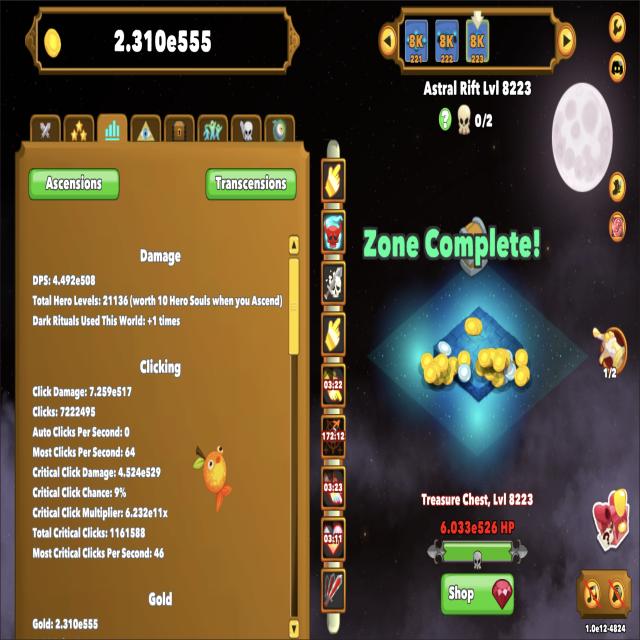 2.310e555
8K
221
8K
222
8K
223
Astral Rift Lvl 8223
? 0/2
Ascensions
Transcensions
Zone Complete!
Damage
DPS: 4.492e508
Total Hero Levels: 21136 (worth 10 Hero Souls when you Ascend)
Dark Rituals Used This World: +1 times
Clicking
Click Damage: 7.259e517
Clicks: 7222495
Auto Clicks Per Second: 0
Most Clicks Per Second: 64
Critical Click Damage: 4.524e529
Critical Click Chance: 9%
Critical Click Multiplier: 6.232e11x
Total Critical Clicks: 1161588
Most Critical Clicks Per Second: 46
Gold
Gold: 2.310e555
03:22
172:12
03:23
03:11
1/2
Treasure Chest, Lvl 8223
6.033e526 HP
Shop
?
1.0e12-4824